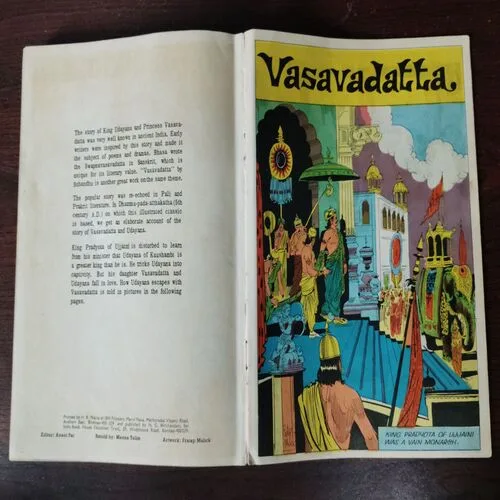 The story of King Udayana and Princess Vasava-
datta was very well known in ancient India. Early
writers were inspired by this story and made it
the subject of poems and dramas. Bhasa wrote
the Swapnavasavadatta in Sanskrit, which is
unique for its literary value. "Vasavadatta" by
Subandhu is another great work on the same theme.
The popular story was re-echoed in Palli and
Prakrit literature. In Dhamma-pada-atthakatha (5th
century A.D.) on which this illustrated classic
is based, we get an elaborate account of the
story of Vasavadatta and Udayana.
King Pradyota of Ujjaini is disturbed to learn
from his minister that Udayana of Kaushambi is
a greater king than he is. He tricks Udayana into
captivity. But his daughter Vasavadatta and
Udayana fall in love. How Udayana escapes with
Vasavadatta is told in pictures in the following
pages.
Editor: Anant Pai
Retold by: Meena Talim
Artwork: Pratap Mulick
Vasavadatta
KING PRADYOTA OF UJJAINI
WAS A VAIN MONARCH.